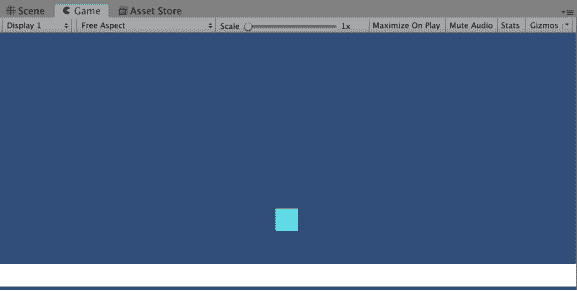 Scene Game Asset Store
Display 1 Free Aspect Scale 1x Maximize On Play Mute Audio Stats Gizmos